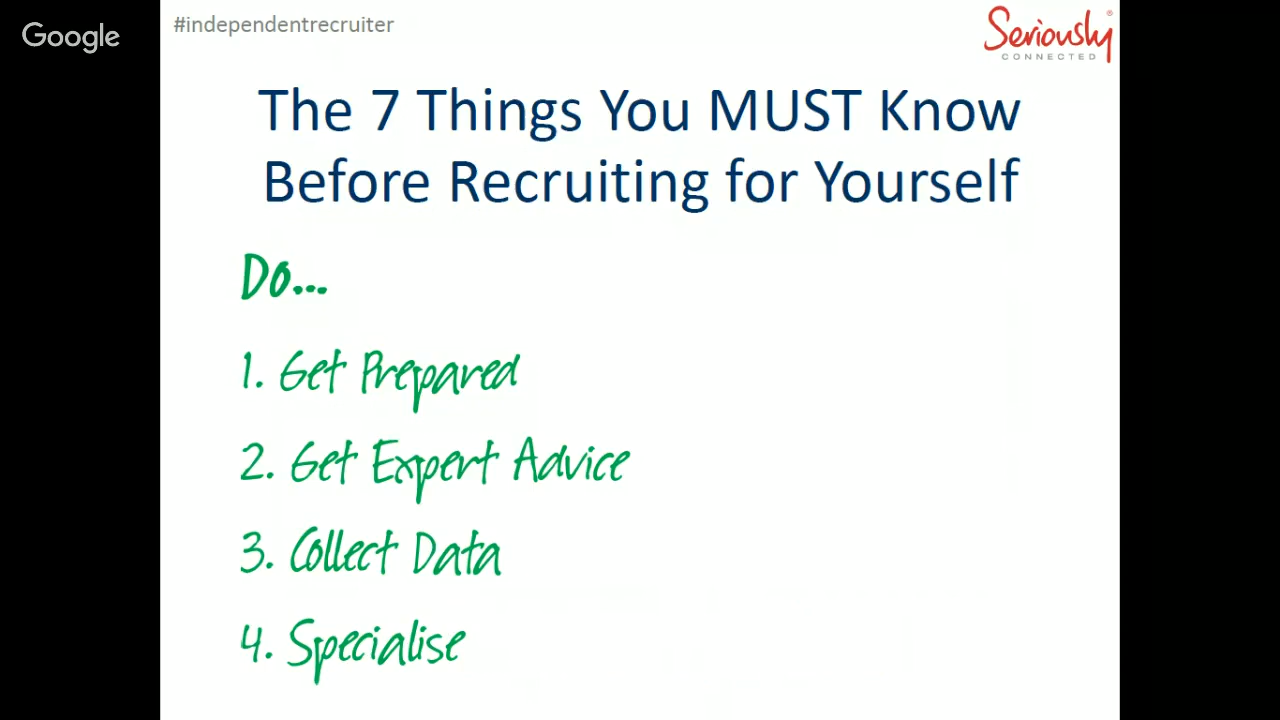 Google
#independentrecruiter
Seriously
CONNECTED
The 7 Things You MUST Know
Before Recruiting for Yourself
Do...
1. Get Prepared
2. Get Expert Advice
3. Collect Data
4. Specialise